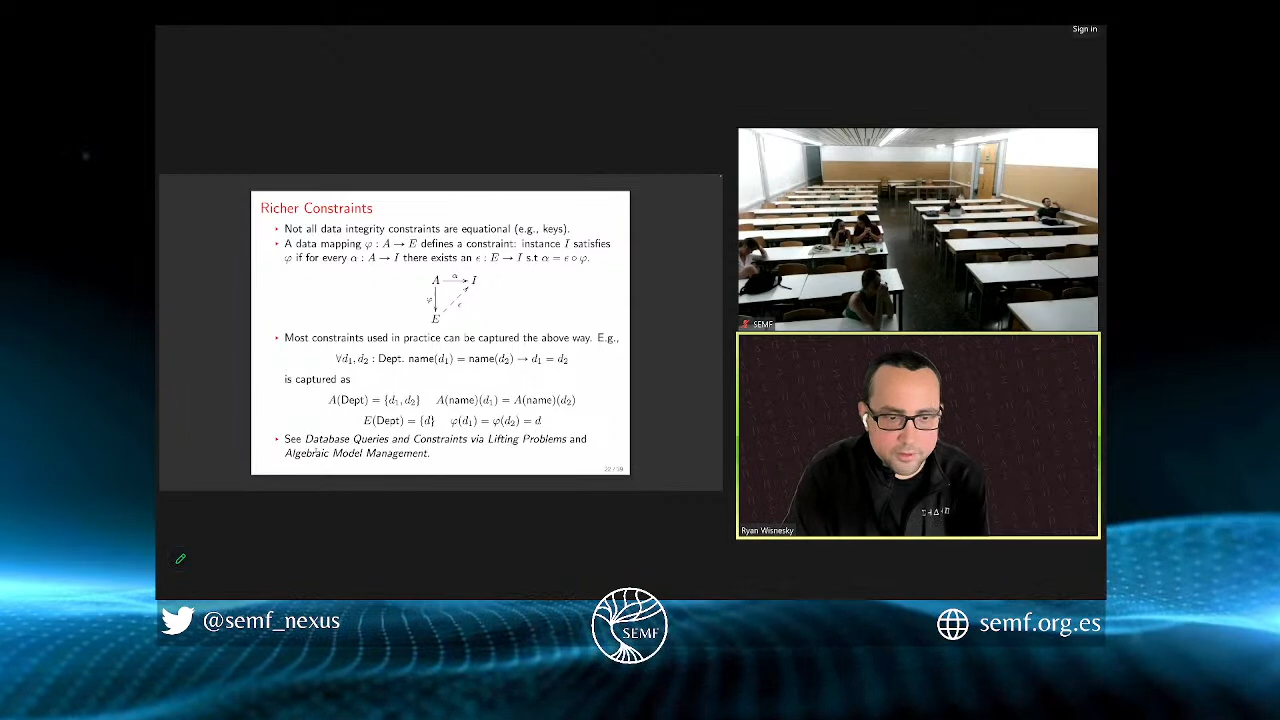 Sign in
Richer Constraints
Not all data integrity constraints are equational (e.g., keys).
A data mapping φ : A → E defines a constraint: instance I satisfies
φ if for every α : A → I there exists an ϵ : E → I s.t α = ϵ ∘ φ.
A α I
φ ϵ
E
Most constraints used in practice can be captured the above way. E.g.,
∀d₁, d₂ : Dept. name(d₁) = name(d₂) → d₁ = d₂
is captured as
A(Dept) = {d₁, d₂} A(name)(d₁) = A(name)(d₂)
E(Dept) = {d} φ(d₁) = φ(d₂) = d
See Database Queries and Constraints via Lifting Problems and
Algebraic Model Management.
22 / 39
SEMF
Ryan Wisnesky
@semf_nexus
SEMF
semf.org.es